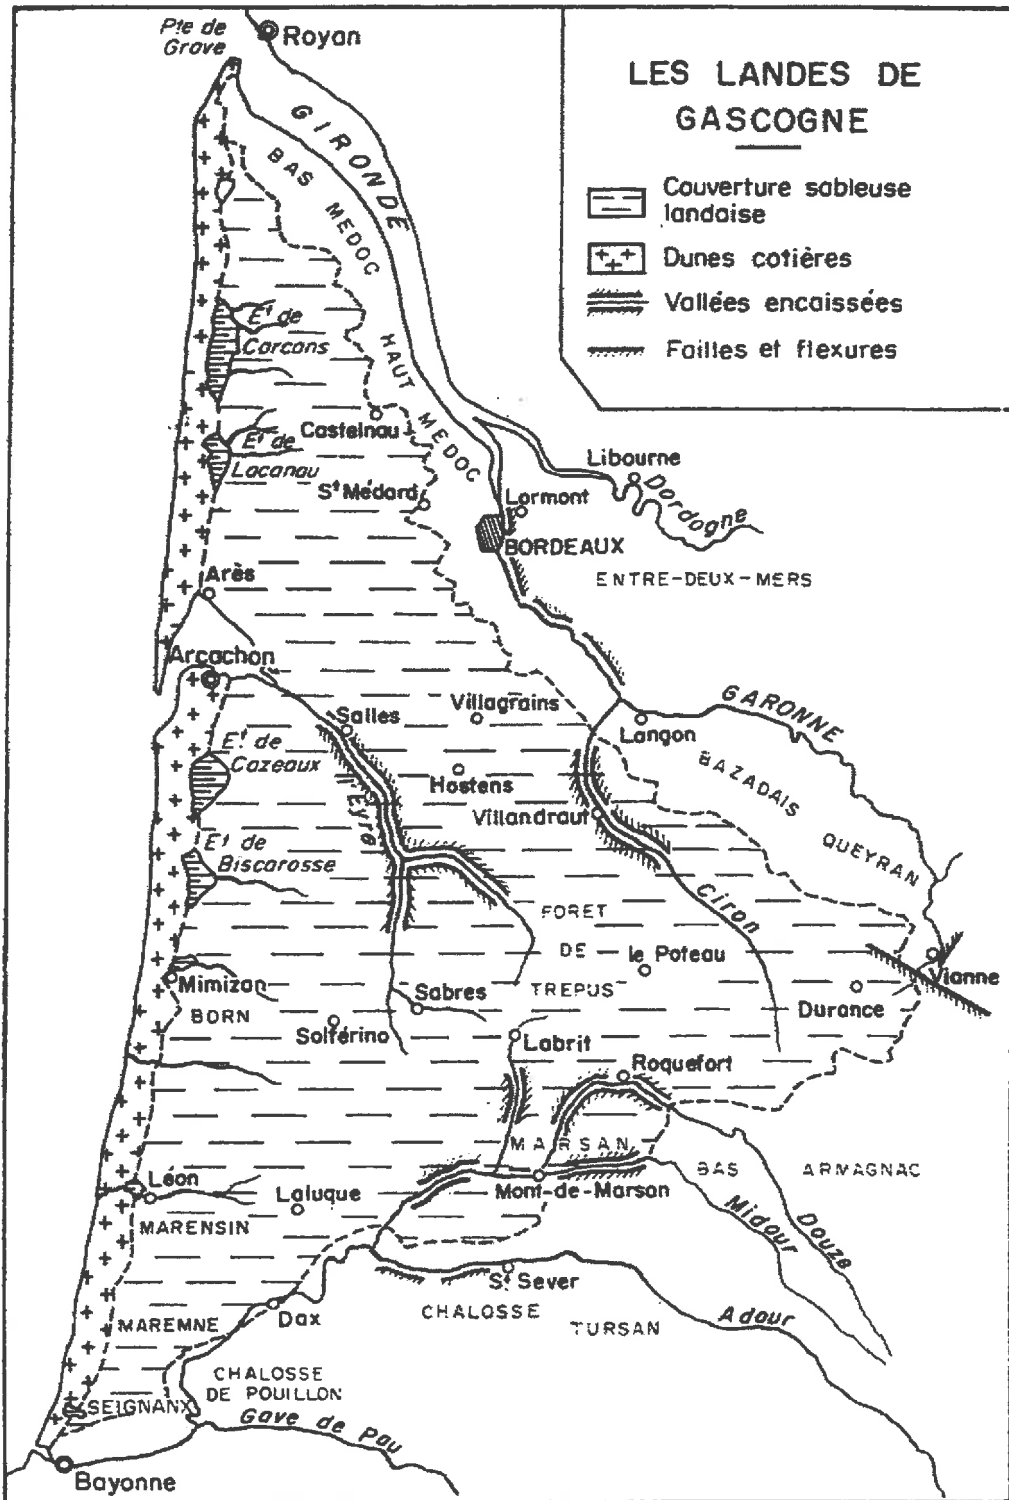 LES LANDES DE
GASCOGNE
Couverture sableuse
landaise
Dunes cotières
Vallées encaissées
Failles et flexures
Pte de
Grave
Royan
GIRONDE
BAS MEDOC
HAUT MEDOC
Et de
Carcans
Castelnau
Et de
Lacanau
St Médard
Libourne
Dordogne
Lormont
BORDEAUX
ENTRE-DEUX-MERS
Arès
Arcachon
Salles
Villagrains
Langon
GARONNE
Et. de
Cazeaux
Hostens
BAZADAIS
Eyre
Villandraut
QUEYRAN
Et de
Biscarosse
FORET
DE
TREPUS
Ciron
le Poteau
Vianne
Durance
Mimizan
BORN
Sabres
Solférino
Labrit
Roquefort
MARSAN
BAS ARMAGNAC
Léon
Laluque
Mont-de-Marsan
MARENSIN
Midour
Douze
St Sever
Dax
CHALOSSE
TURSAN
Adour
MAREMNE
CHALOSSE
DE POUILLON
SEIGNANX
Gave de Pau
Bayonne